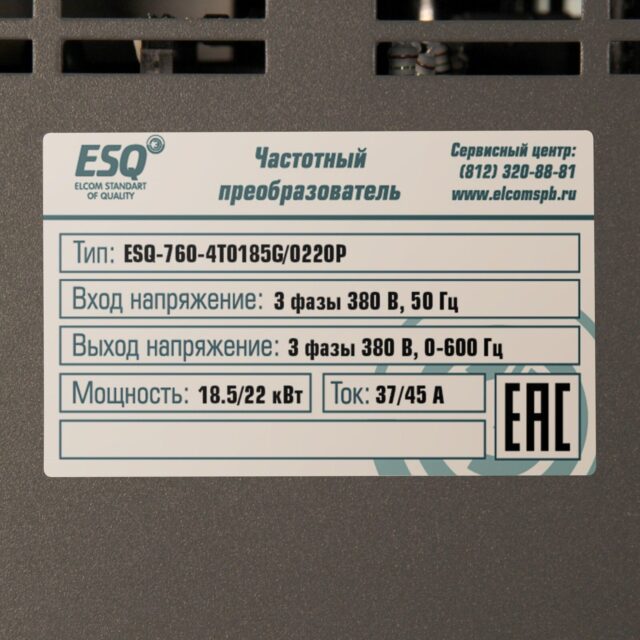 ESQ
ELCOM STANDART
OF QUALITY
Частотный
преобразователь
Сервисный центр:
(812) 320-88-81
www.elcomspb.ru
Тип: ESQ-760-4T0185G/0220P
Вход напряжение: 3 фазы 380 В, 50 Гц
Выход напряжение: 3 фазы 380 В, 0-600 Гц
Мощность: 18.5/22 кВт
Ток: 37/45 А
EAC